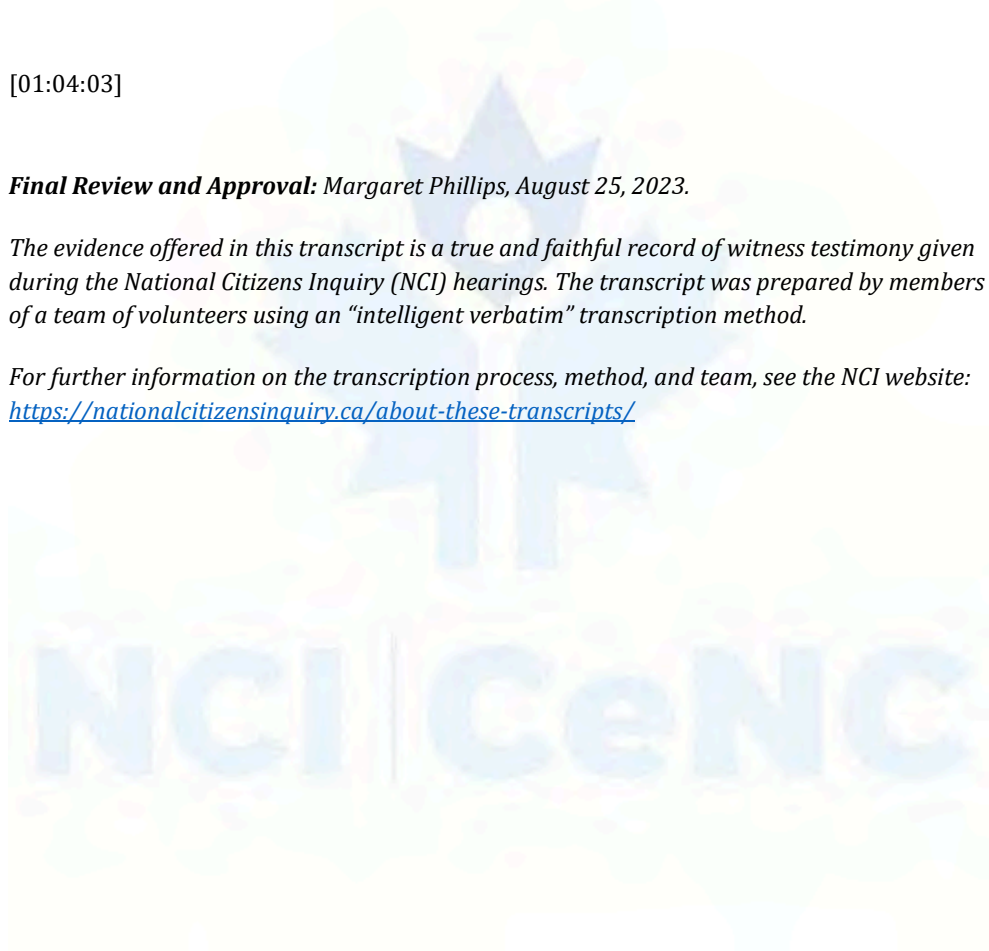 [01:04:03]
Final Review and Approval: Margaret Phillips, August 25, 2023.
The evidence offered in this transcript is a true and faithful record of witness testimony given
during the National Citizens Inquiry (NCI) hearings. The transcript was prepared by members
of a team of volunteers using an “intelligent verbatim” transcription method.
For further information on the transcription process, method, and team, see the NCI website:
https://nationalcitizensinquiry.ca/about-these-transcripts/
NCI | CeNC